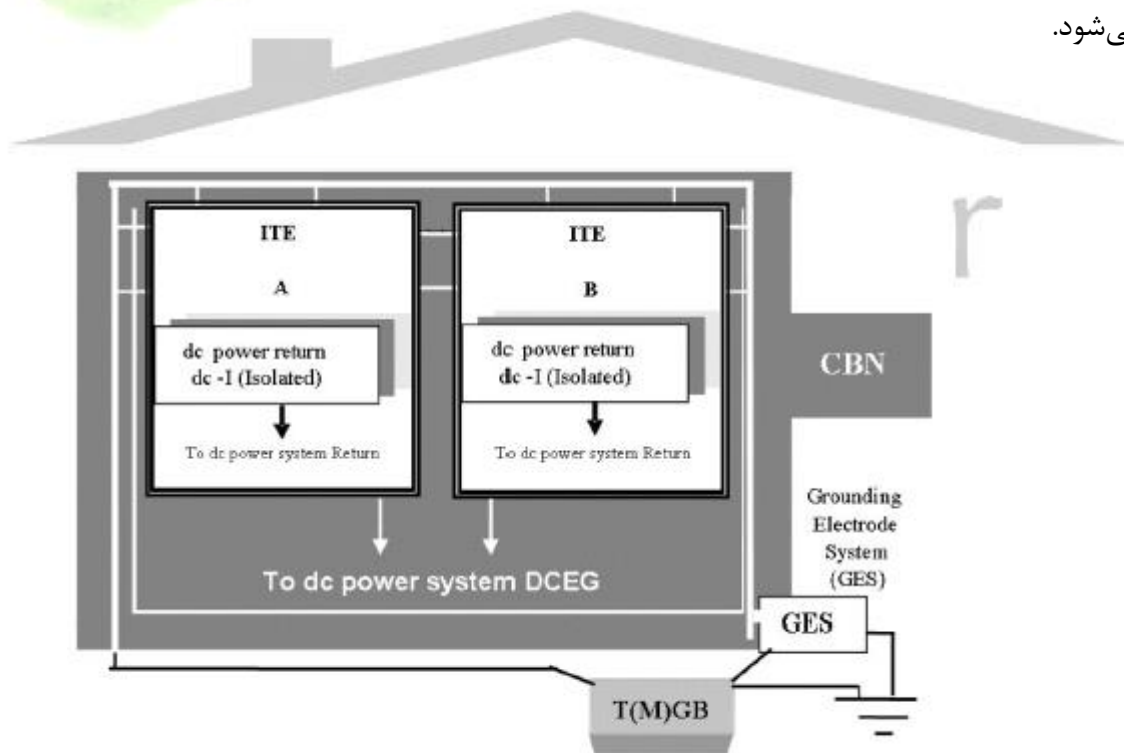 ی‌شود.
r
ITE
A
dc power return
dc -I (Isolated)
To dc power system Return
ITE
B
dc power return
dc -I (Isolated)
To dc power system Return
CBN
To dc power system DCEG
Grounding
Electrode
System
(GES)
GES
T(M)GB